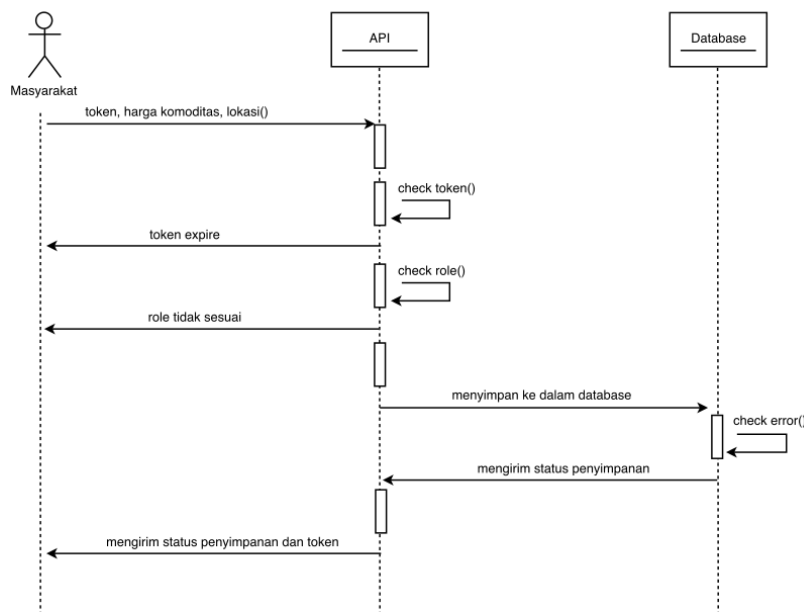 API
Database
Masyarakat
token, harga komoditas, lokasi()
check token()
token expire
check role()
role tidak sesuai
menyimpan ke dalam database
check error()
mengirim status penyimpanan
mengirim status penyimpanan dan token